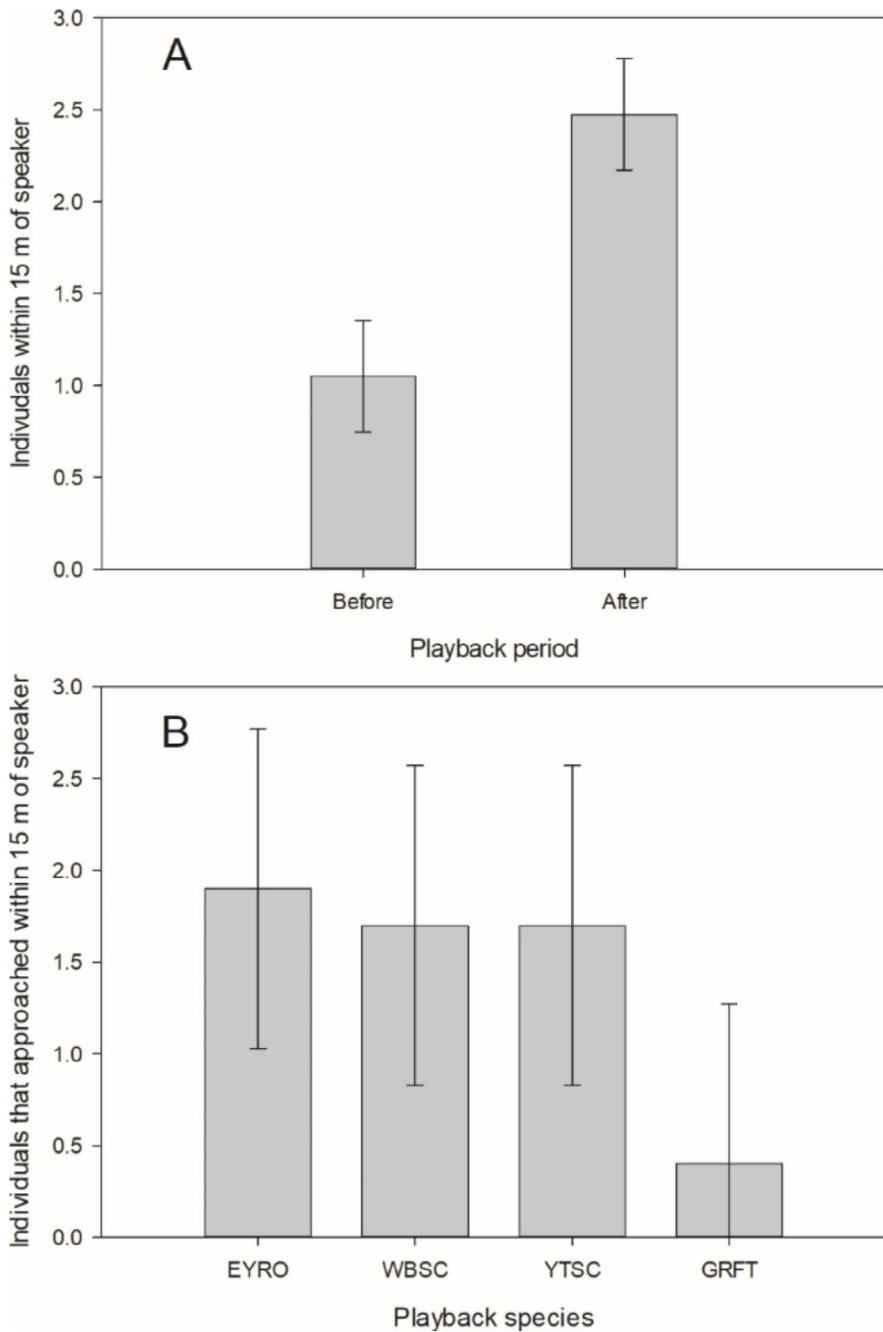 A
3.0
2.5
2.0
1.5
1.0
0.5
0.0
Indivudals within 15 m of speaker
Before After
Playback period
B
3.0
2.5
2.0
1.5
1.0
0.5
0.0
Individuals that approached within 15 m of speaker
EYRO WBSC YTSC GRFT
Playback species